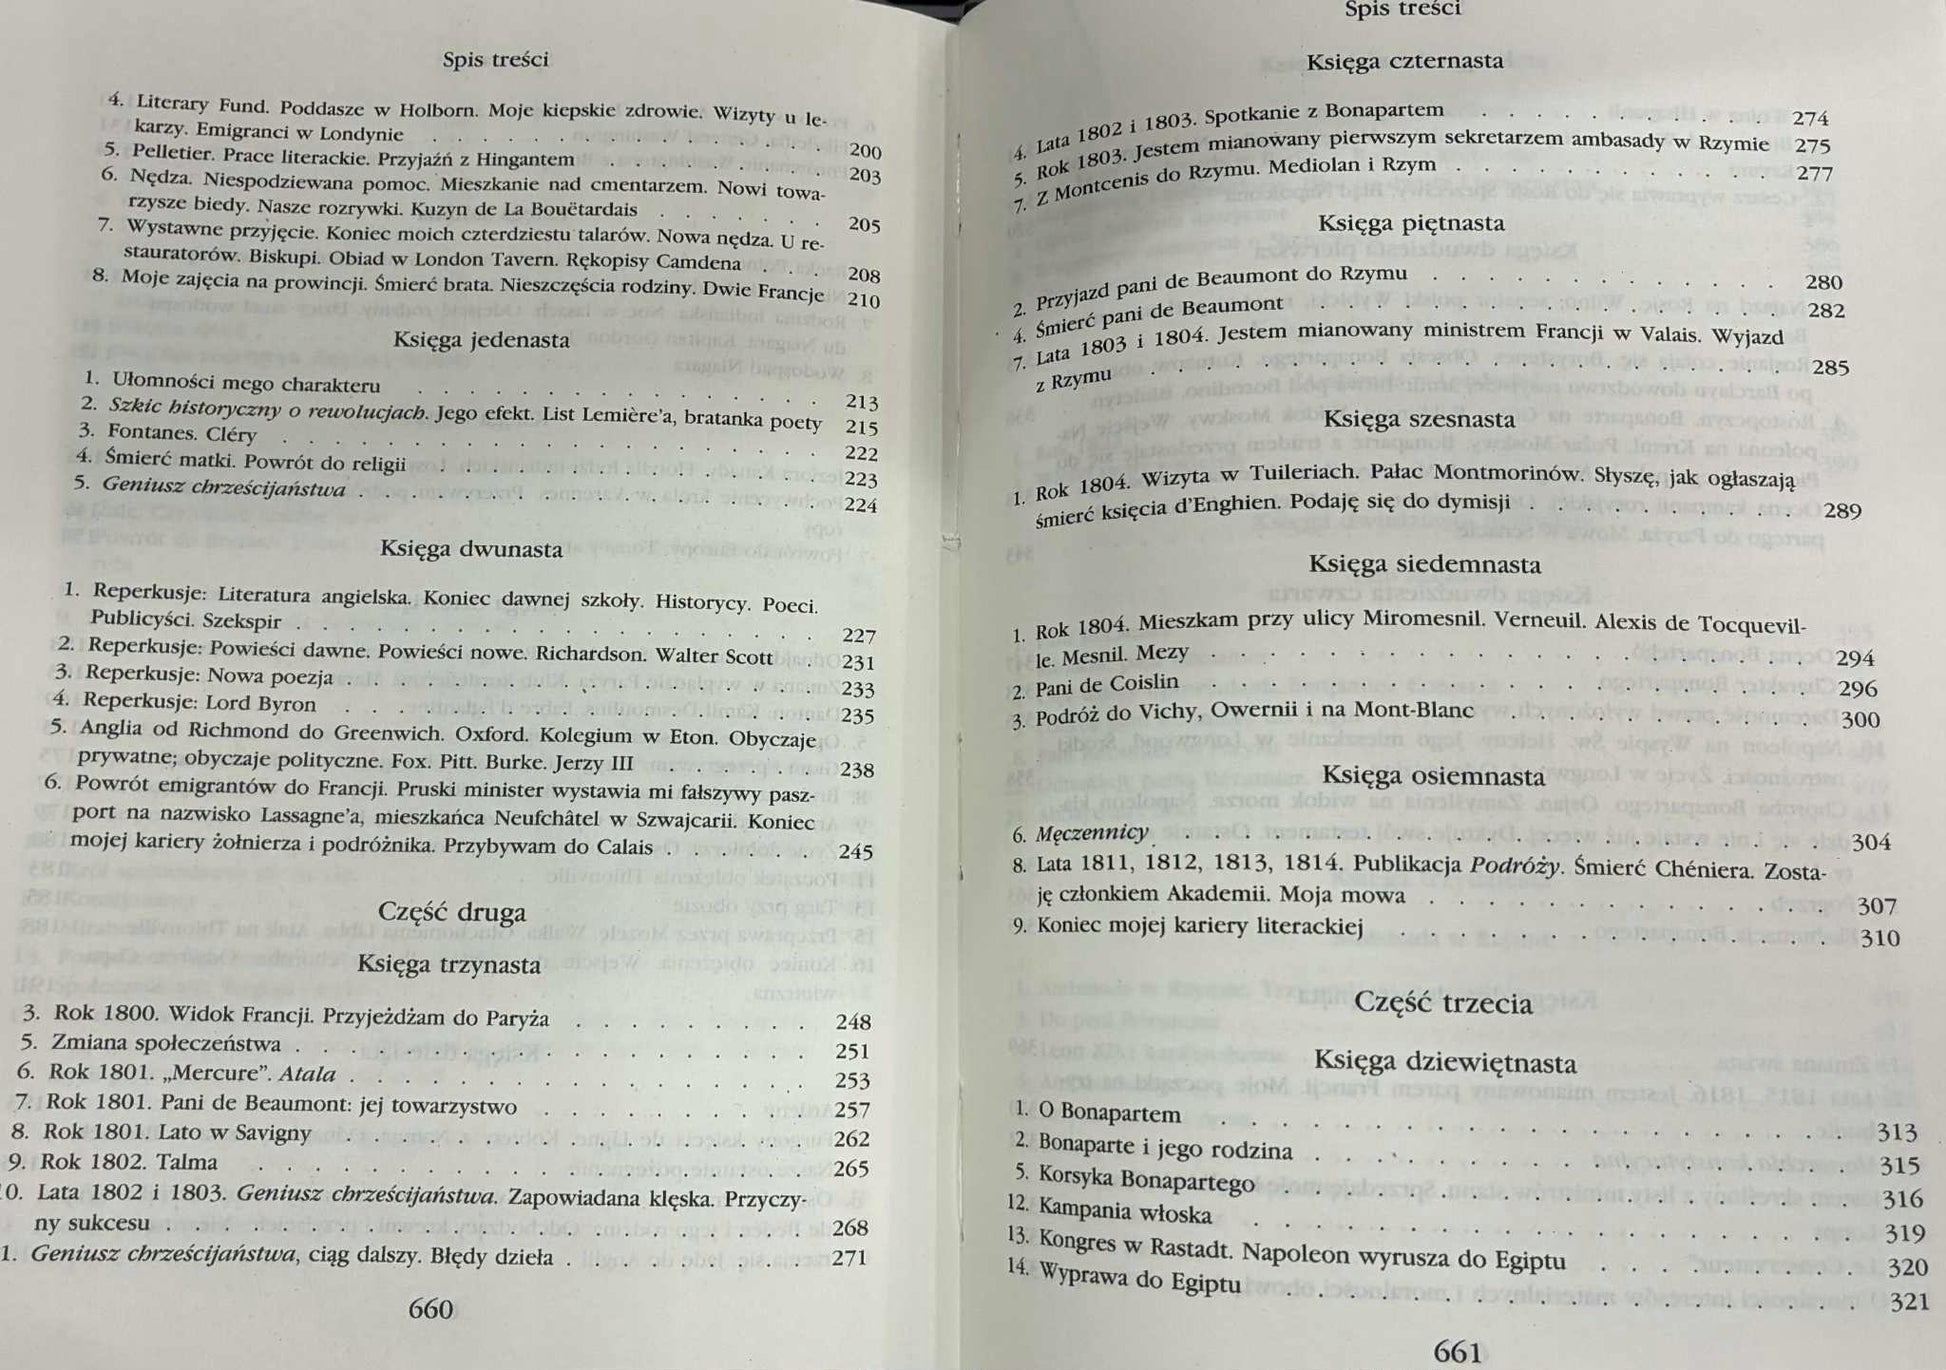 Spis treści
4. Literary Fund. Poddasze w Holborn. Moje kiepskie zdrowie. Wizyty u le-
karzy. Emigranci w Londynie . . . . . . . . . . . . . . . 200
5. Pelletier. Prace literackie. Przyjaźń z Hingantem . . . . . . . . 203
6. Nędza. Niespodziewana pomoc. Mieszkanie nad cmentarzem. Nowi towa-
rzysze biedy. Nasze rozrywki. Kuzyn de La Bouëtardais . . . . . . . 205
7. Wystawne przyjęcie. Koniec moich czterdziestu talarów. Nowa nędza. U re-
stauratorów. Biskupi. Obiad w London Tavern. Rękopisy Camdena . . . 208
8. Moje zajęcia na prowincji. Śmierć brata. Nieszczęścia rodziny. Dwie Francje 210
Księga jedenasta
1. Ułomności mego charakteru . . . . . . . . . . . . . . . 213
2. Szkic historyczny o rewolucjach. Jego efekt. List Lemière'a, bratanka poety 215
3. Fontanes. Cléry . . . . . . . . . . . . . . . . . . . . 222
4. Śmierć matki. Powrót do religii . . . . . . . . . . . . . . 223
5. Geniusz chrześcijaństwa . . . . . . . . . . . . . . . . . 224
Księga dwunasta
1. Reperkusje: Literatura angielska. Koniec dawnej szkoły. Historycy. Poeci.
Publicyści. Szekspir . . . . . . . . . . . . . . . . . . . 227
2. Reperkusje: Powieści dawne. Powieści nowe. Richardson. Walter Scott . 231
3. Reperkusje: Nowa poezja . . . . . . . . . . . . . . . . . 233
4. Reperkusje: Lord Byron . . . . . . . . . . . . . . . . . 235
5. Anglia od Richmond do Greenwich. Oxford. Kolegium w Eton. Obyczaje
prywatne; obyczaje polityczne. Fox. Pitt. Burke. Jerzy III . . . . . . 238
6. Powrót emigrantów do Francji. Pruski minister wystawia mi fałszywy pasz-
port na nazwisko Lassagne'a, mieszkańca Neufchâtel w Szwajcarii. Koniec
mojej kariery żołnierza i podróżnika. Przybywam do Calais . . . . . . 245
Część druga
Księga trzynasta
3. Rok 1800. Widok Francji. Przyjeżdżam do Paryża . . . . . . . . . 248
5. Zmiana społeczeństwa . . . . . . . . . . . . . . . . . . . 251
6. Rok 1801. „Mercure”. Atala . . . . . . . . . . . . . . . . . 253
7. Rok 1801. Pani de Beaumont: jej towarzystwo . . . . . . . . . . 257
8. Rok 1801. Lato w Savigny . . . . . . . . . . . . . . . . . 262
9. Rok 1802. Talma . . . . . . . . . . . . . . . . . . . . . 265
0. Lata 1802 i 1803. Geniusz chrześcijaństwa. Zapowiadana klęska. Przyczy-
ny sukcesu . . . . . . . . . . . . . . . . . . . . . . . 268
1. Geniusz chrześcijaństwa, ciąg dalszy. Błędy dzieła . . . . . . . . . 271
660
Spis treści
Księga czternasta
4. Lata 1802 i 1803. Spotkanie z Bonapartem . . . . . . . . . . . 274
5. Rok 1803. Jestem mianowany pierwszym sekretarzem ambasady w Rzymie 275
7. Z Montcenis do Rzymu. Mediolan i Rzym . . . . . . . . . . . . 277
Księga piętnasta
2. Przyjazd pani de Beaumont do Rzymu . . . . . . . . . . . . . 280
4. Śmierć pani de Beaumont . . . . . . . . . . . . . . . . . 282
7. Lata 1803 i 1804. Jestem mianowany ministrem Francji w Valais. Wyjazd
z Rzymu . . . . . . . . . . . . . . . . . . . . . . . 285
Księga szesnasta
1. Rok 1804. Wizyta w Tuileriach. Pałac Montmorinów. Słyszę, jak ogłaszają
śmierć księcia d'Enghien. Podaję się do dymisji . . . . . . . . . . 289
Księga siedemnasta
1. Rok 1804. Mieszkam przy ulicy Miromesnil. Verneuil. Alexis de Tocquevil-
le. Mesnil. Mezy . . . . . . . . . . . . . . . . . . . . . 294
2. Pani de Coislin . . . . . . . . . . . . . . . . . . . . . 296
3. Podróż do Vichy, Owernii i na Mont-Blanc . . . . . . . . . . . 300
Księga osiemnasta
6. Męczennicy . . . . . . . . . . . . . . . . . . . . . . 304
8. Lata 1811, 1812, 1813, 1814. Publikacja Podróży. Śmierć Chéniera. Zosta-
ję członkiem Akademii. Moja mowa . . . . . . . . . . . . . . 307
9. Koniec mojej kariery literackiej . . . . . . . . . . . . . . . 310
Część trzecia
Księga dziewiętnasta
1. O Bonapartem . . . . . . . . . . . . . . . . . . . . . 313
2. Bonaparte i jego rodzina . . . . . . . . . . . . . . . . . 315
5. Korsyka Bonapartego . . . . . . . . . . . . . . . . . . . 316
12. Kampania włoska . . . . . . . . . . . . . . . . . . . . 319
13. Kongres w Rastadt. Napoleon wyrusza do Egiptu . . . . . . . . . 320
14. Wyprawa do Egiptu . . . . . . . . . . . . . . . . . . . 321
661